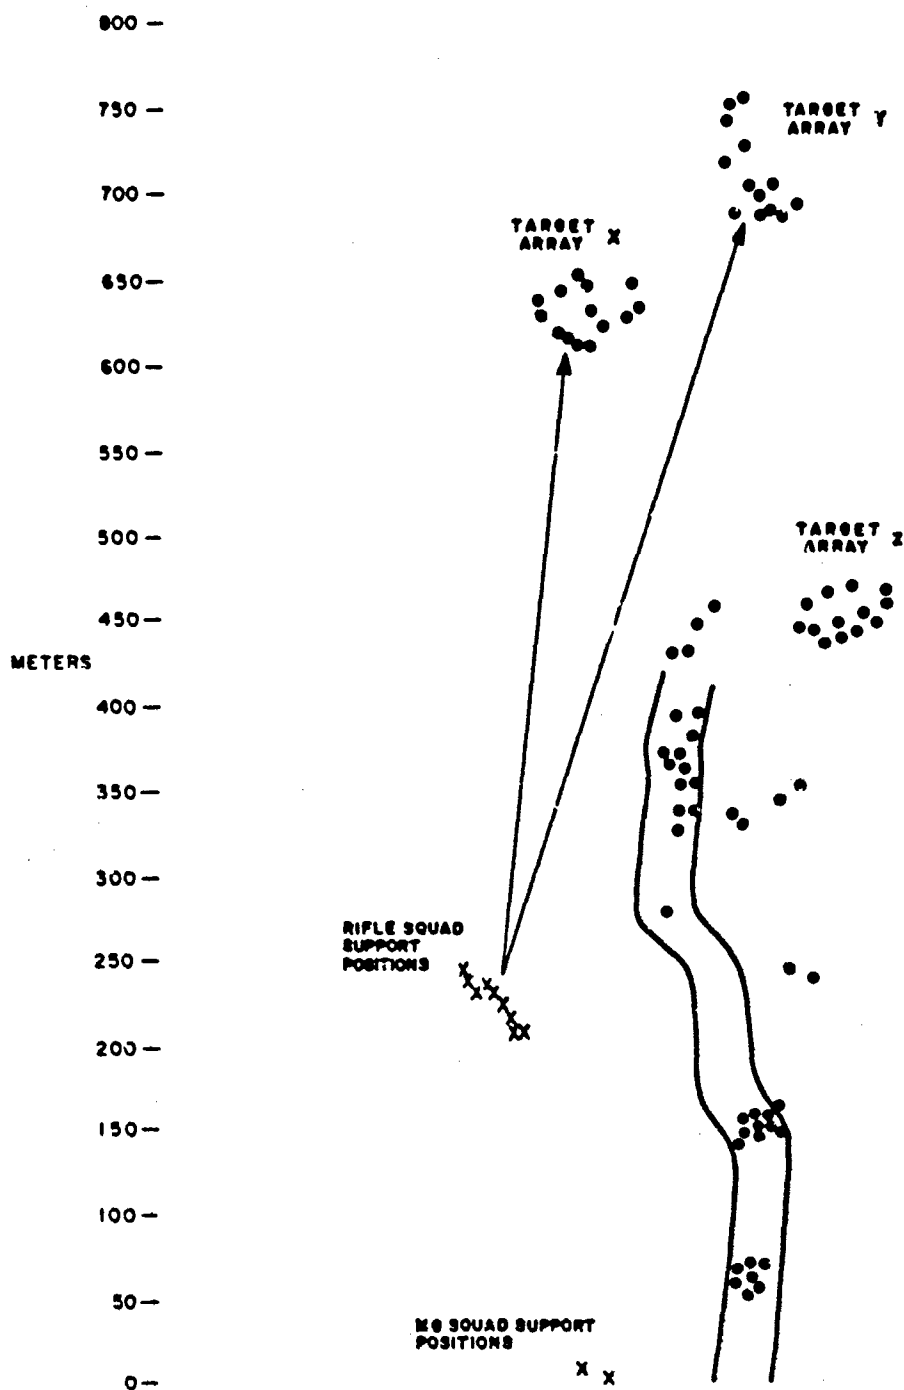 800
750
TARGET
ARRAY Y
700
TARGET
ARRAY X
650
600
550
500
TARGET
ARRAY Z
450
METERS
400
350
300
RIFLE SQUAD
SUPPORT
POSITIONS
250
200
150
100
50
MG SQUAD SUPPORT
POSITIONS
0